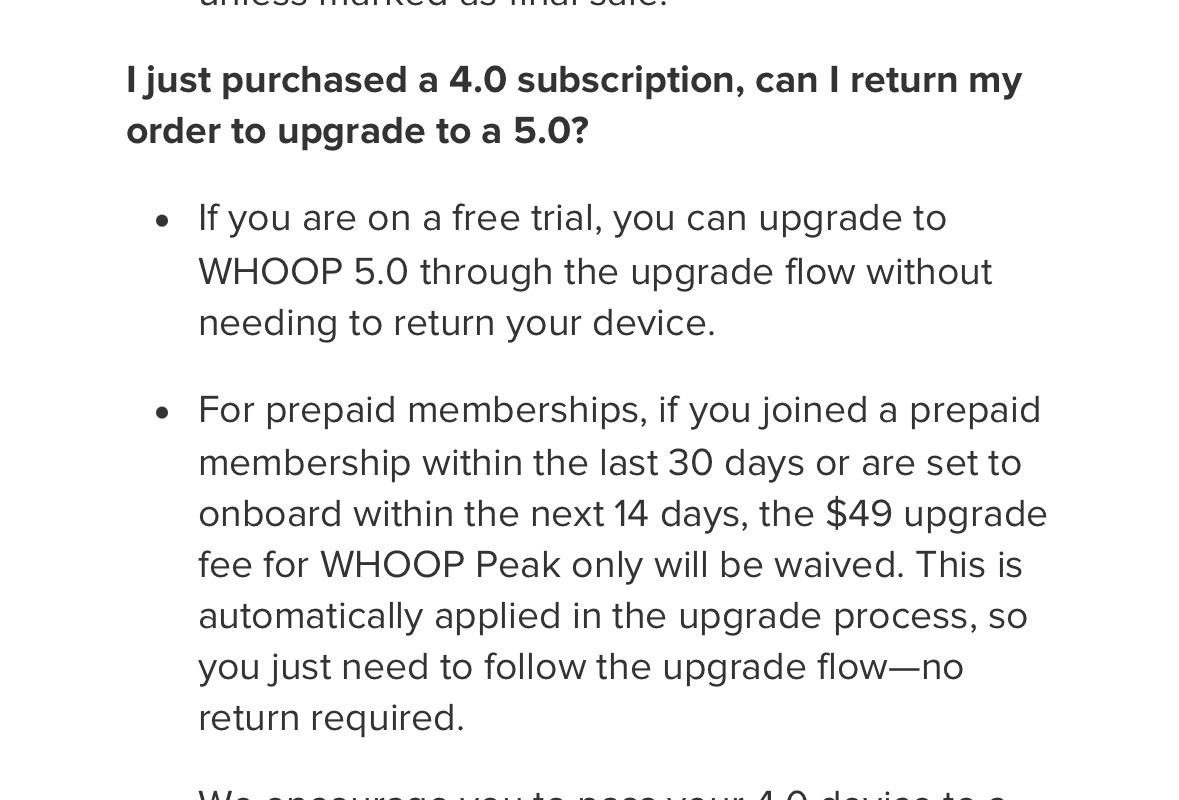 unless marked as final sale.
I just purchased a 4.0 subscription, can I return my
order to upgrade to a 5.0?
• If you are on a free trial, you can upgrade to
WHOOP 5.0 through the upgrade flow without
needing to return your device.
• For prepaid memberships, if you joined a prepaid
membership within the last 30 days or are set to
onboard within the next 14 days, the $49 upgrade
fee for WHOOP Peak only will be waived. This is
automatically applied in the upgrade process, so
you just need to follow the upgrade flow—no
return required.
We encourage you to pass your 4.0 device to a